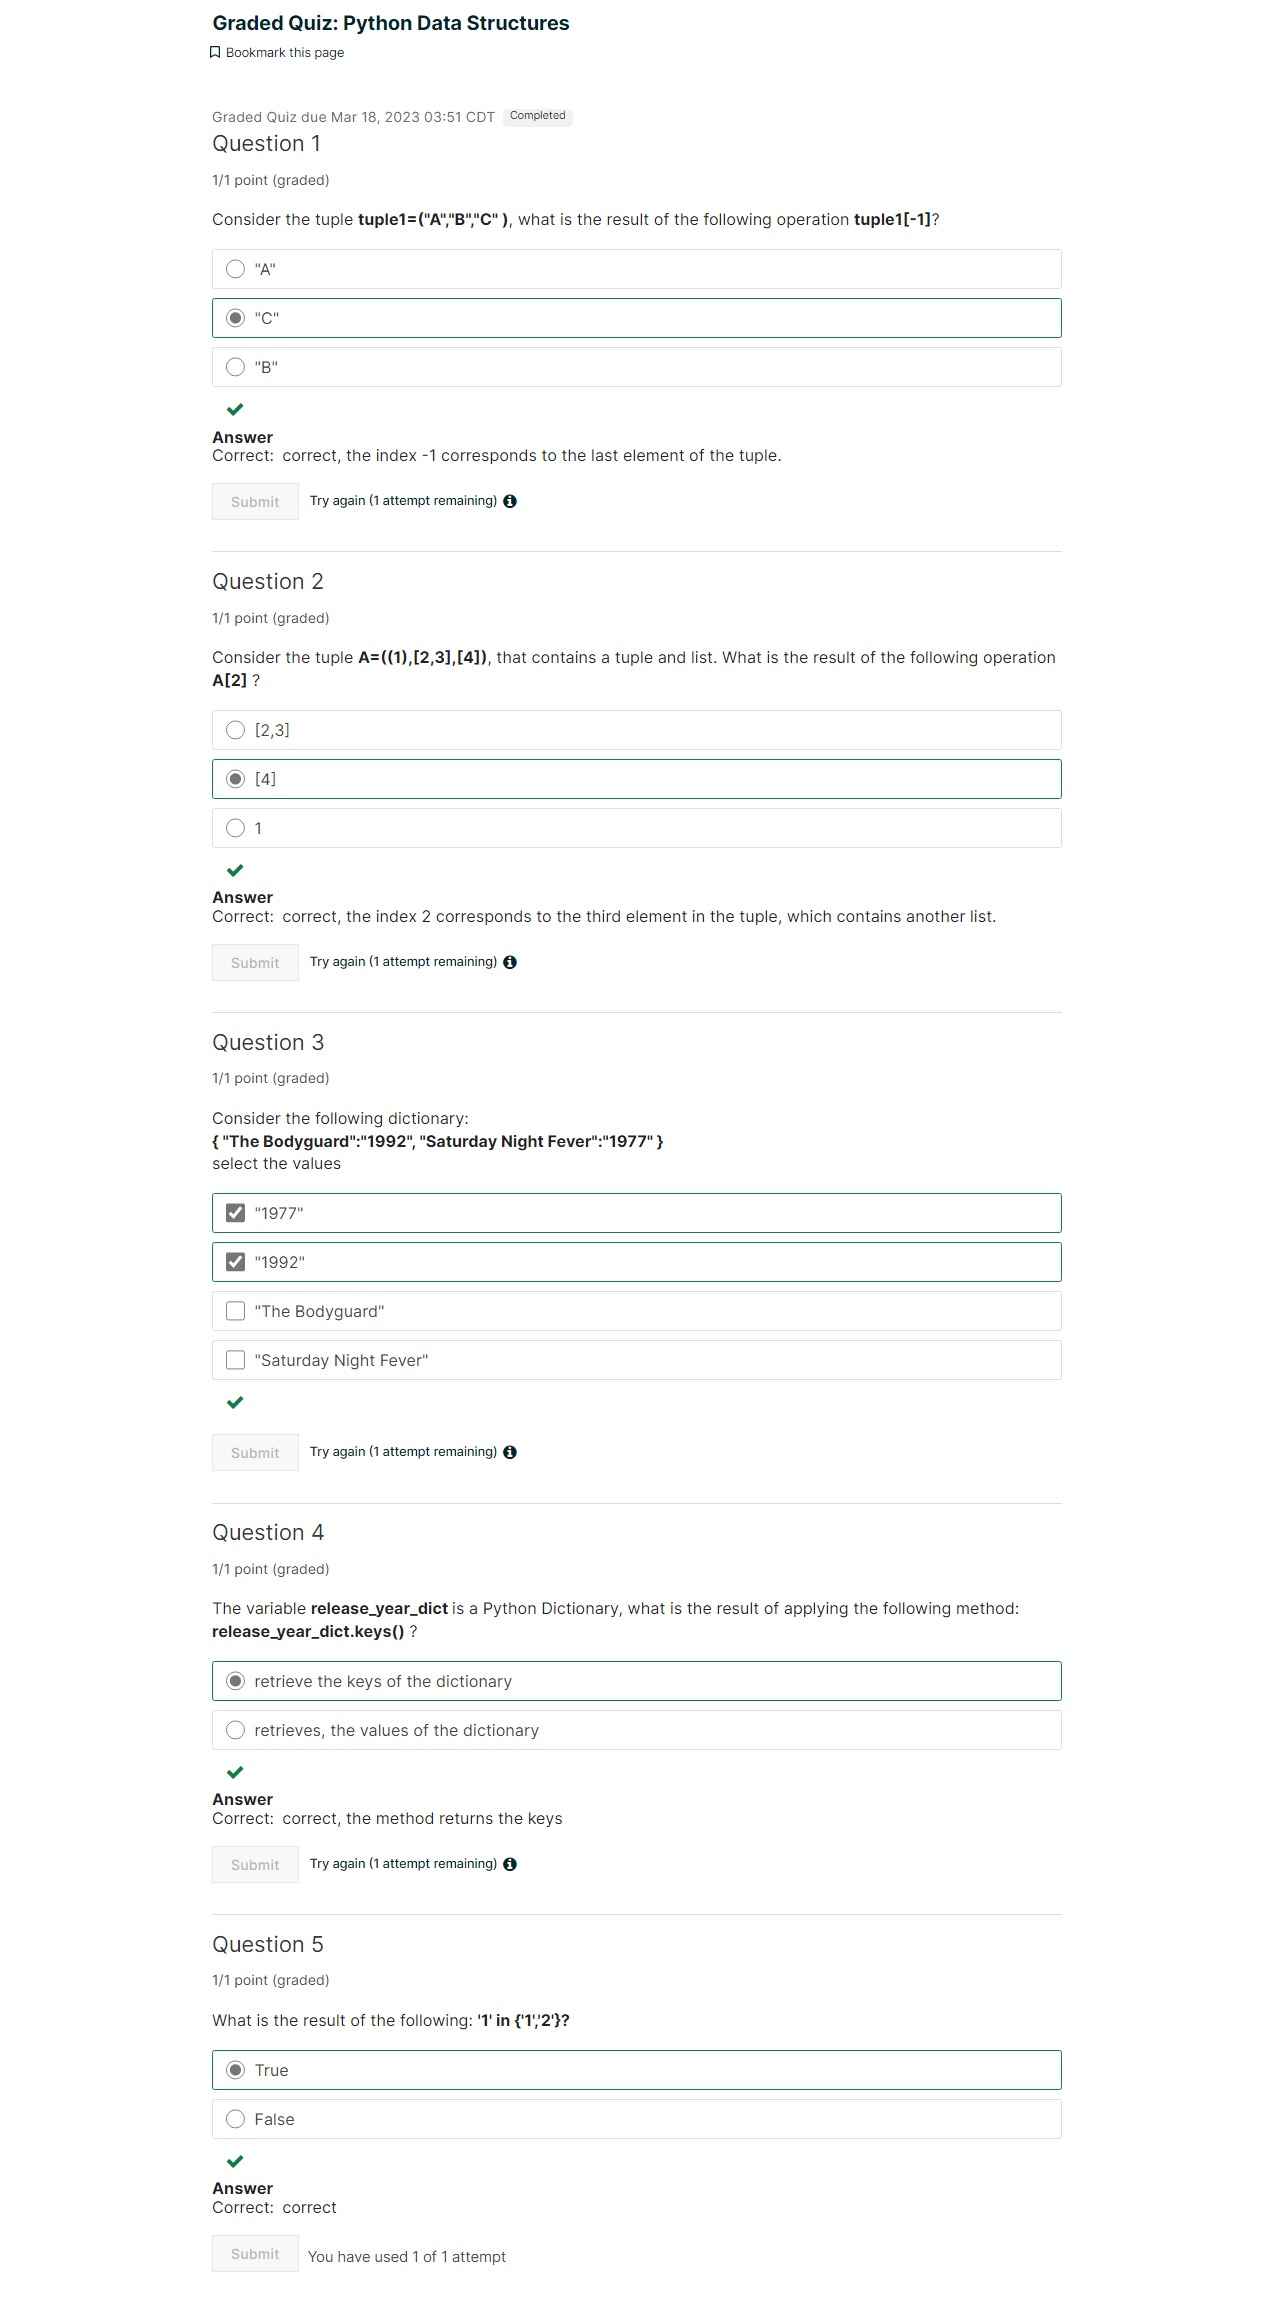 Graded Quiz: Python Data Structures
Bookmark this page
Graded Quiz due Mar 18, 2023 03:51 CDT Completed
Question 1
1/1 point (graded)
Consider the tuple tuple1=("A","B","C" ), what is the result of the following operation tuple1[-1]?
"A"
"C"
"B"
Answer
Correct: correct, the index -1 corresponds to the last element of the tuple.
Submit Try again (1 attempt remaining)
Question 2
1/1 point (graded)
Consider the tuple A=((1),[2,3],[4]), that contains a tuple and list. What is the result of the following operation
A[2] ?
[2,3]
[4]
1
Answer
Correct: correct, the index 2 corresponds to the third element in the tuple, which contains another list.
Submit Try again (1 attempt remaining)
Question 3
1/1 point (graded)
Consider the following dictionary:
{ "The Bodyguard":"1992", "Saturday Night Fever":"1977" }
select the values
"1977"
"1992"
"The Bodyguard"
"Saturday Night Fever"
Submit Try again (1 attempt remaining)
Question 4
1/1 point (graded)
The variable release_year_dict is a Python Dictionary, what is the result of applying the following method:
release_year_dict.keys() ?
retrieve the keys of the dictionary
retrieves, the values of the dictionary
Answer
Correct: correct, the method returns the keys
Submit Try again (1 attempt remaining)
Question 5
1/1 point (graded)
What is the result of the following: '1' in {'1','2'}?
True
False
Answer
Correct: correct
Submit You have used 1 of 1 attempt